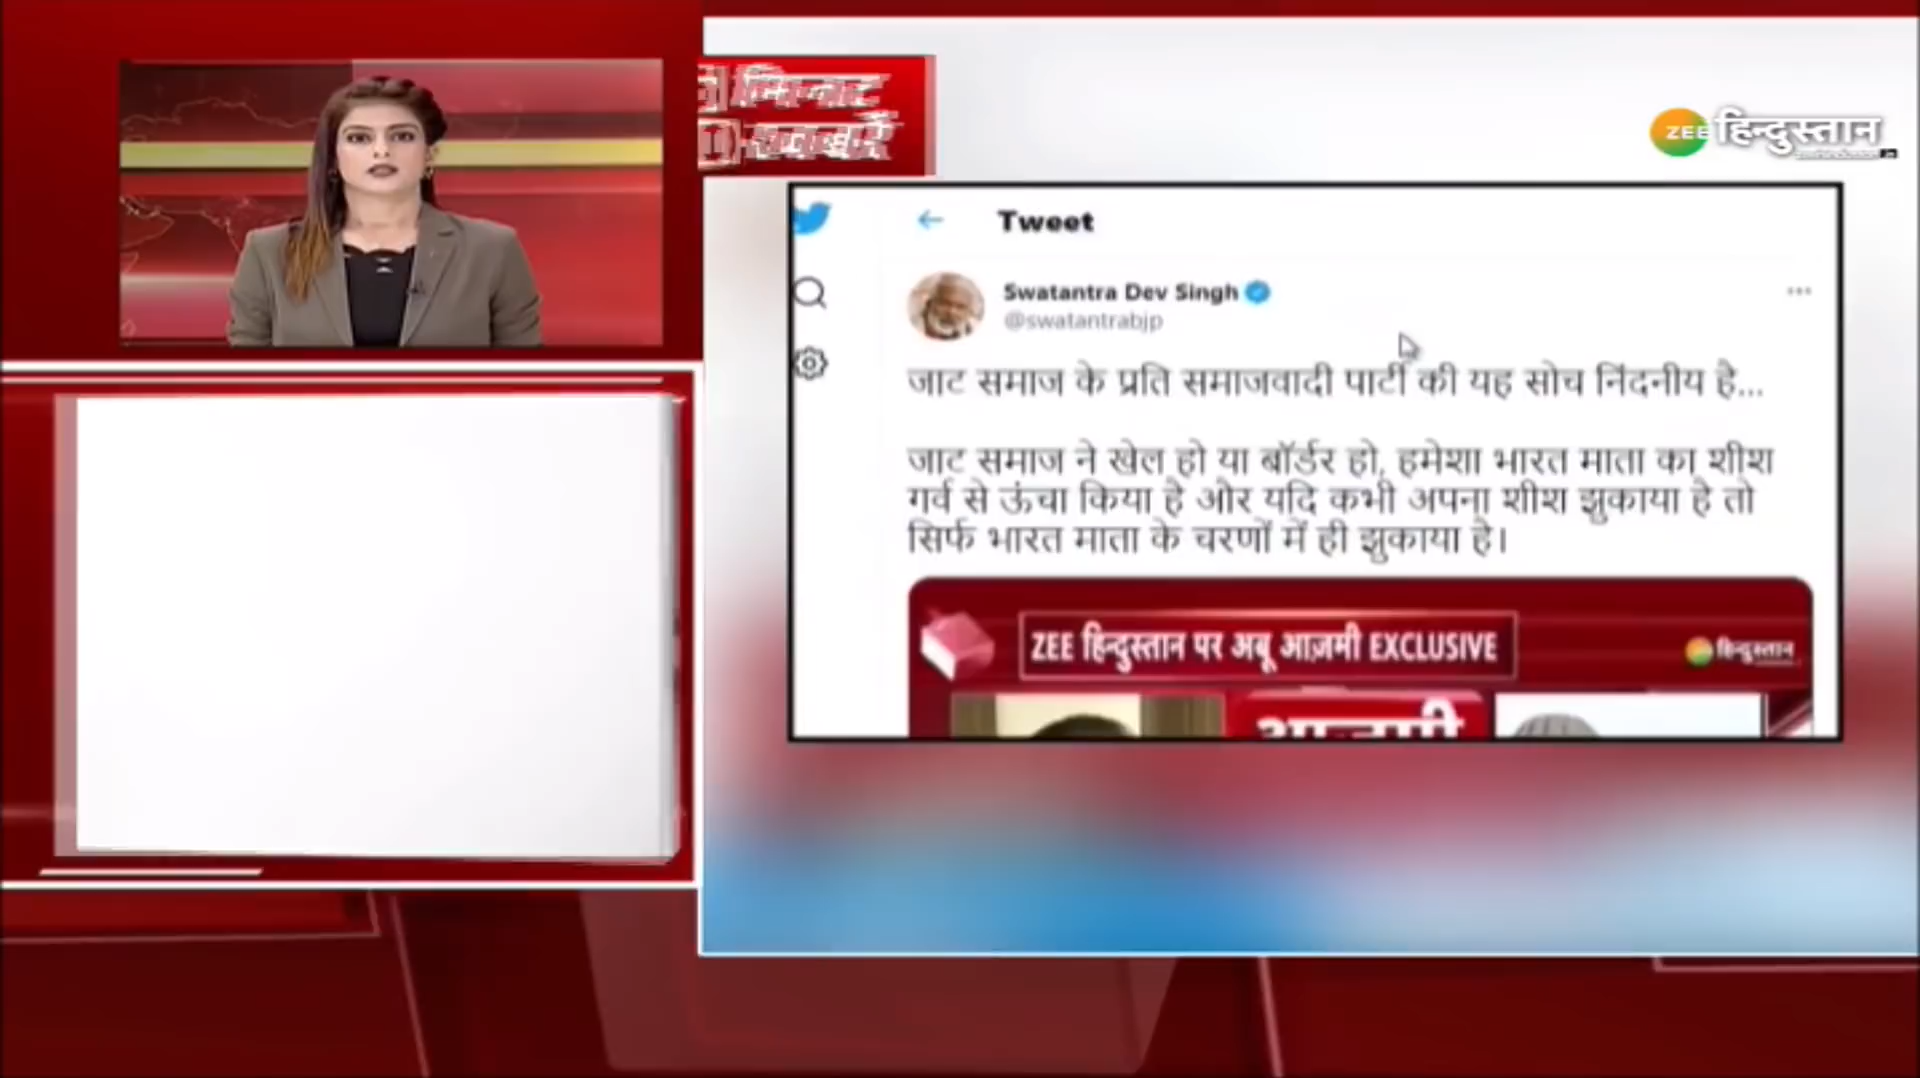 ZEE हिन्दुस्तान
Tweet
Swatantra Dev Singh
@swatantrabjp
जाट समाज के प्रति समाजवादी पार्टी की यह सोच निंदनीय है...
जाट समाज ने खेल हो या बॉर्डर हो, हमेशा भारत माता का शीश
गर्व से ऊंचा किया है और यदि कभी अपना शीश झुकाया है तो
सिर्फ भारत माता के चरणों में ही झुकाया है।
ZEE हिन्दुस्तान पर अबू आज़मी EXCLUSIVE
हिन्दुस्तान